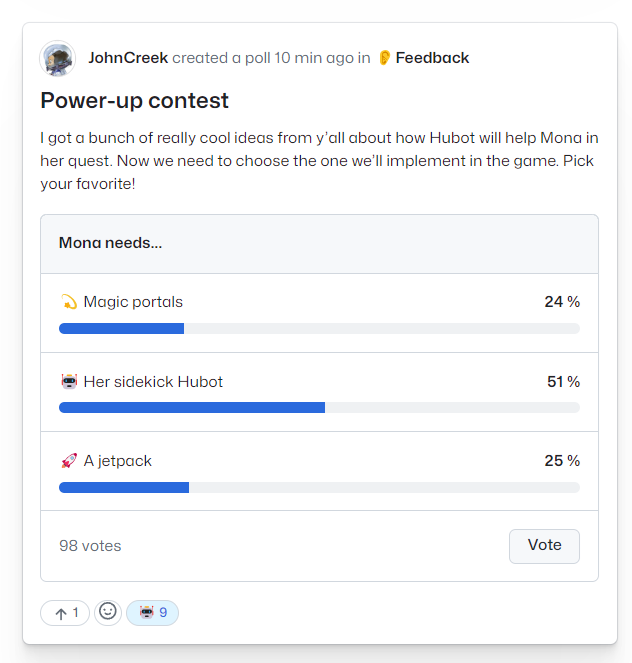 JohnCreek created a poll 10 min ago in 👂 Feedback
Power-up contest
I got a bunch of really cool ideas from y’all about how Hubot will help Mona in
her quest. Now we need to choose the one we’ll implement in the game. Pick
your favorite!
Mona needs...
💫 Magic portals 24 %
🤖 Her sidekick Hubot 51 %
🚀 A jetpack 25 %
98 votes Vote
↑ 1 ☺ 🤖 9